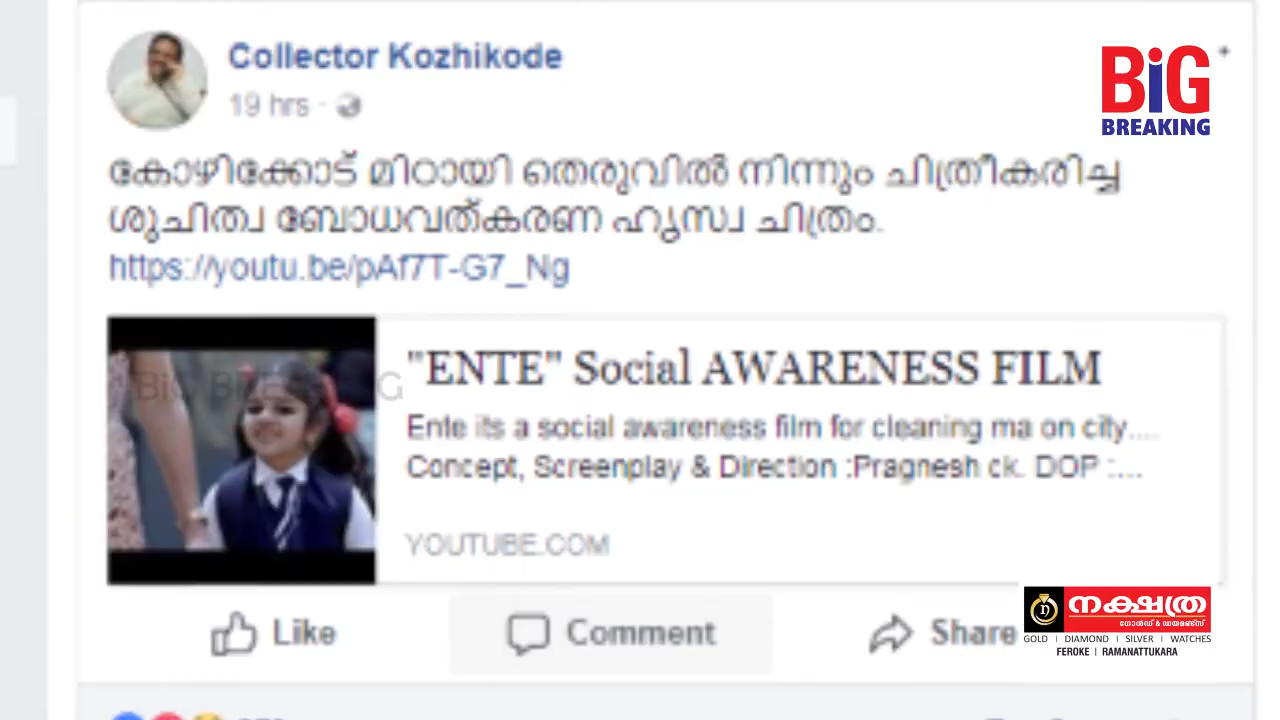 Collector Kozhikode
BiG
BREAKING
19 hrs ·
കോഴിക്കോട് മിഠായി തെരുവിൽ നിന്നും ചിത്രീകരിച്ച
ശുചിത്വ ബോധവത്കരണ ഹൃസ്വ ചിത്രം.
https://youtu.be/pAf7T-G7_Ng
"ENTE" Social AWARENESS FILM
Ente its a social awareness film for cleaning ma on city....
Concept, Screenplay & Direction :Pragnesh ck. DOP :...
YOUTUBE.COM
Like Comment Share
നക്ഷത്ര
ഗോൾഡ് & ഡയമണ്ട്സ്
GOLD | DIAMOND | SILVER | WATCHES
FEROKE | RAMANATTUKARA